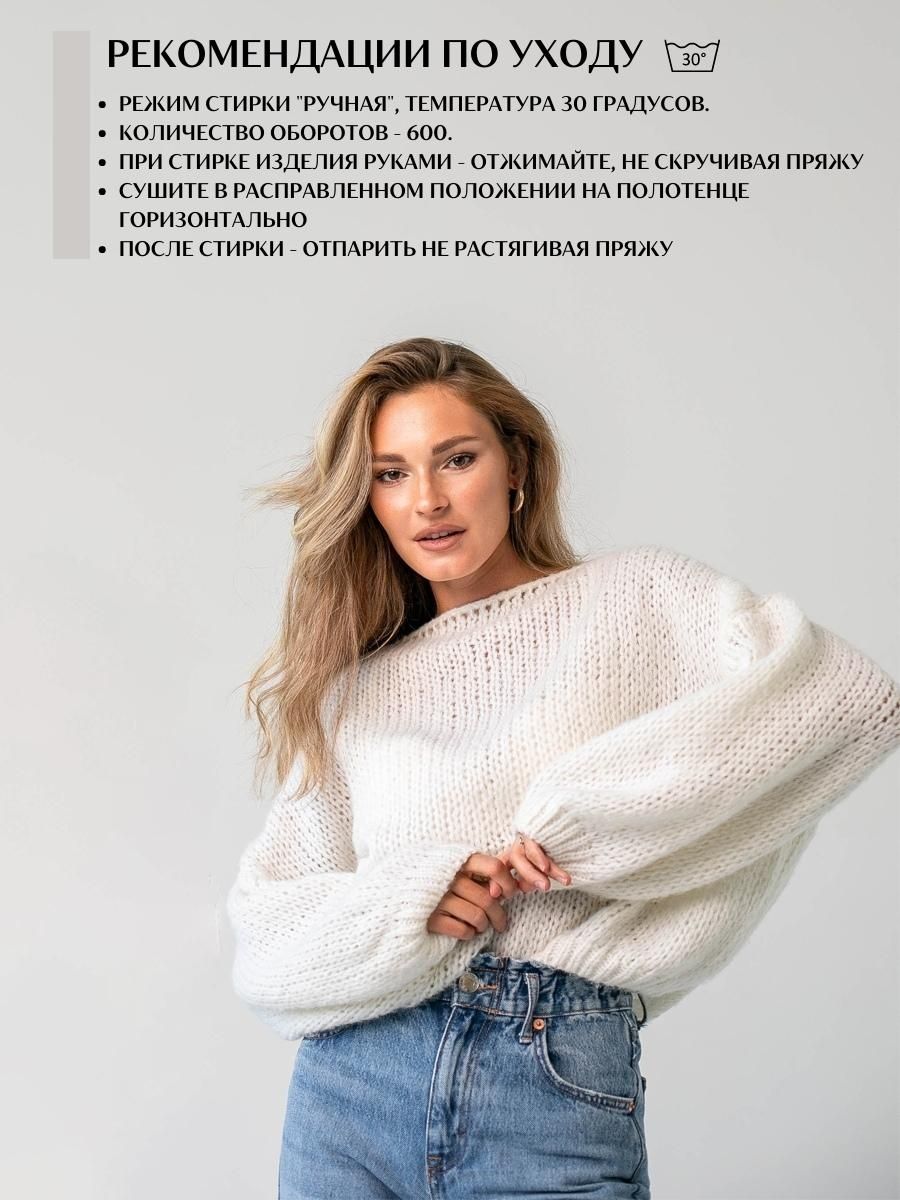 РЕКОМЕНДАЦИИ ПО УХОДУ 30°
• РЕЖИМ СТИРКИ "РУЧНАЯ", ТЕМПЕРАТУРА 30 ГРАДУСОВ.
• КОЛИЧЕСТВО ОБОРОТОВ - 600.
• ПРИ СТИРКЕ ИЗДЕЛИЯ РУКАМИ - ОТЖИМАЙТЕ, НЕ СКРУЧИВАЯ ПРЯЖУ
• СУШИТЕ В РАСПРАВЛЕННОМ ПОЛОЖЕНИИ НА ПОЛОТЕНЦЕ
ГОРИЗОНТАЛЬНО
• ПОСЛЕ СТИРКИ - ОТПАРИТЬ НЕ РАСТЯГИВАЯ ПРЯЖУ